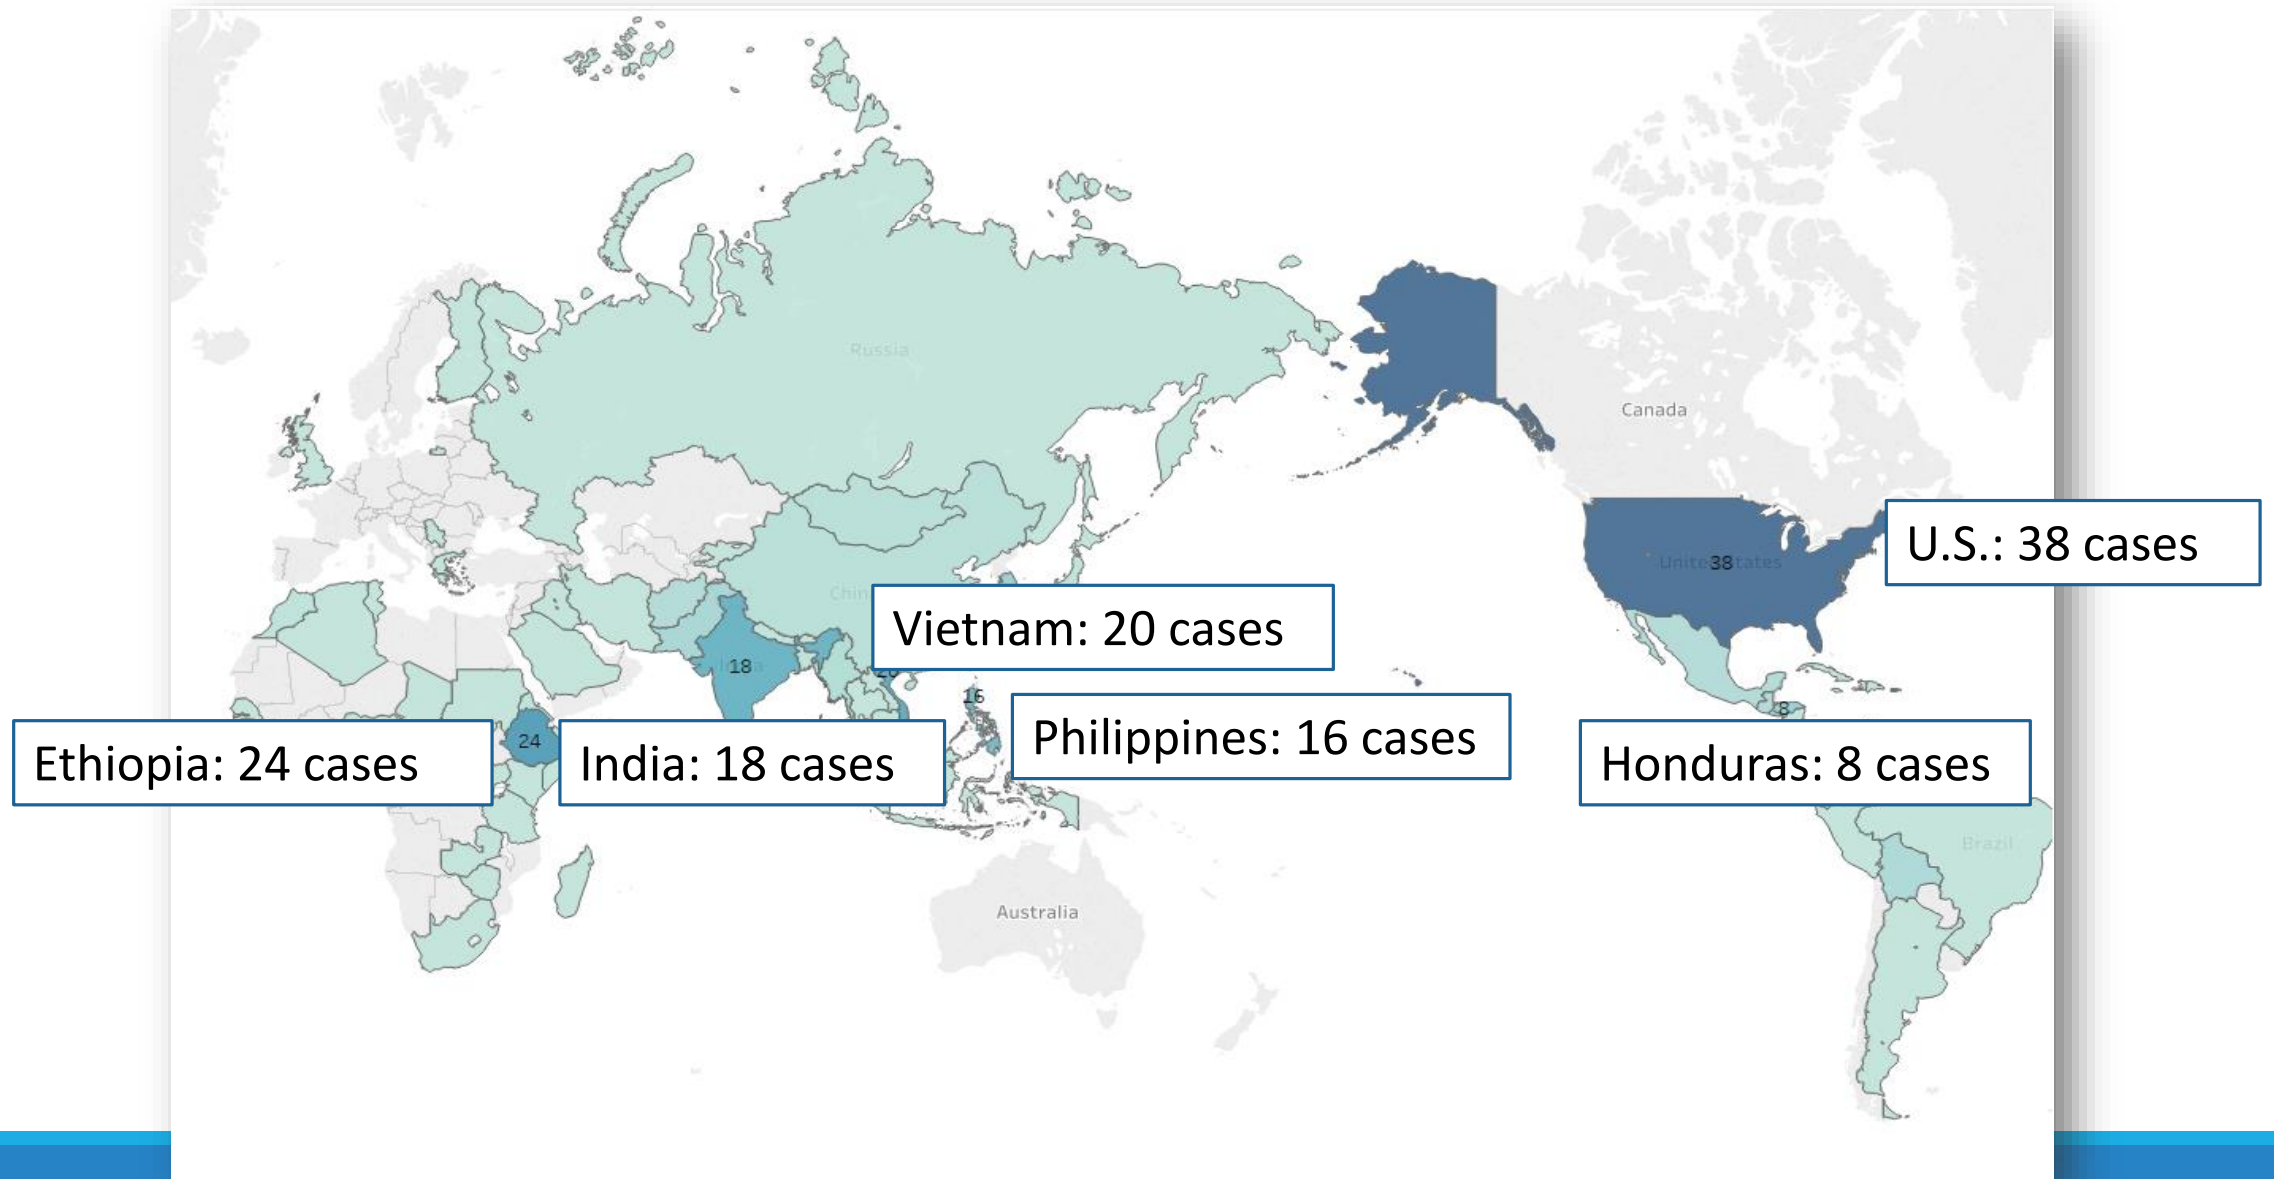 Russia
Canada
U.S.: 38 cases
38
Vietnam: 20 cases
18
16
8
Ethiopia: 24 cases
24
India: 18 cases
Philippines: 16 cases
Honduras: 8 cases
Brazil
Australia